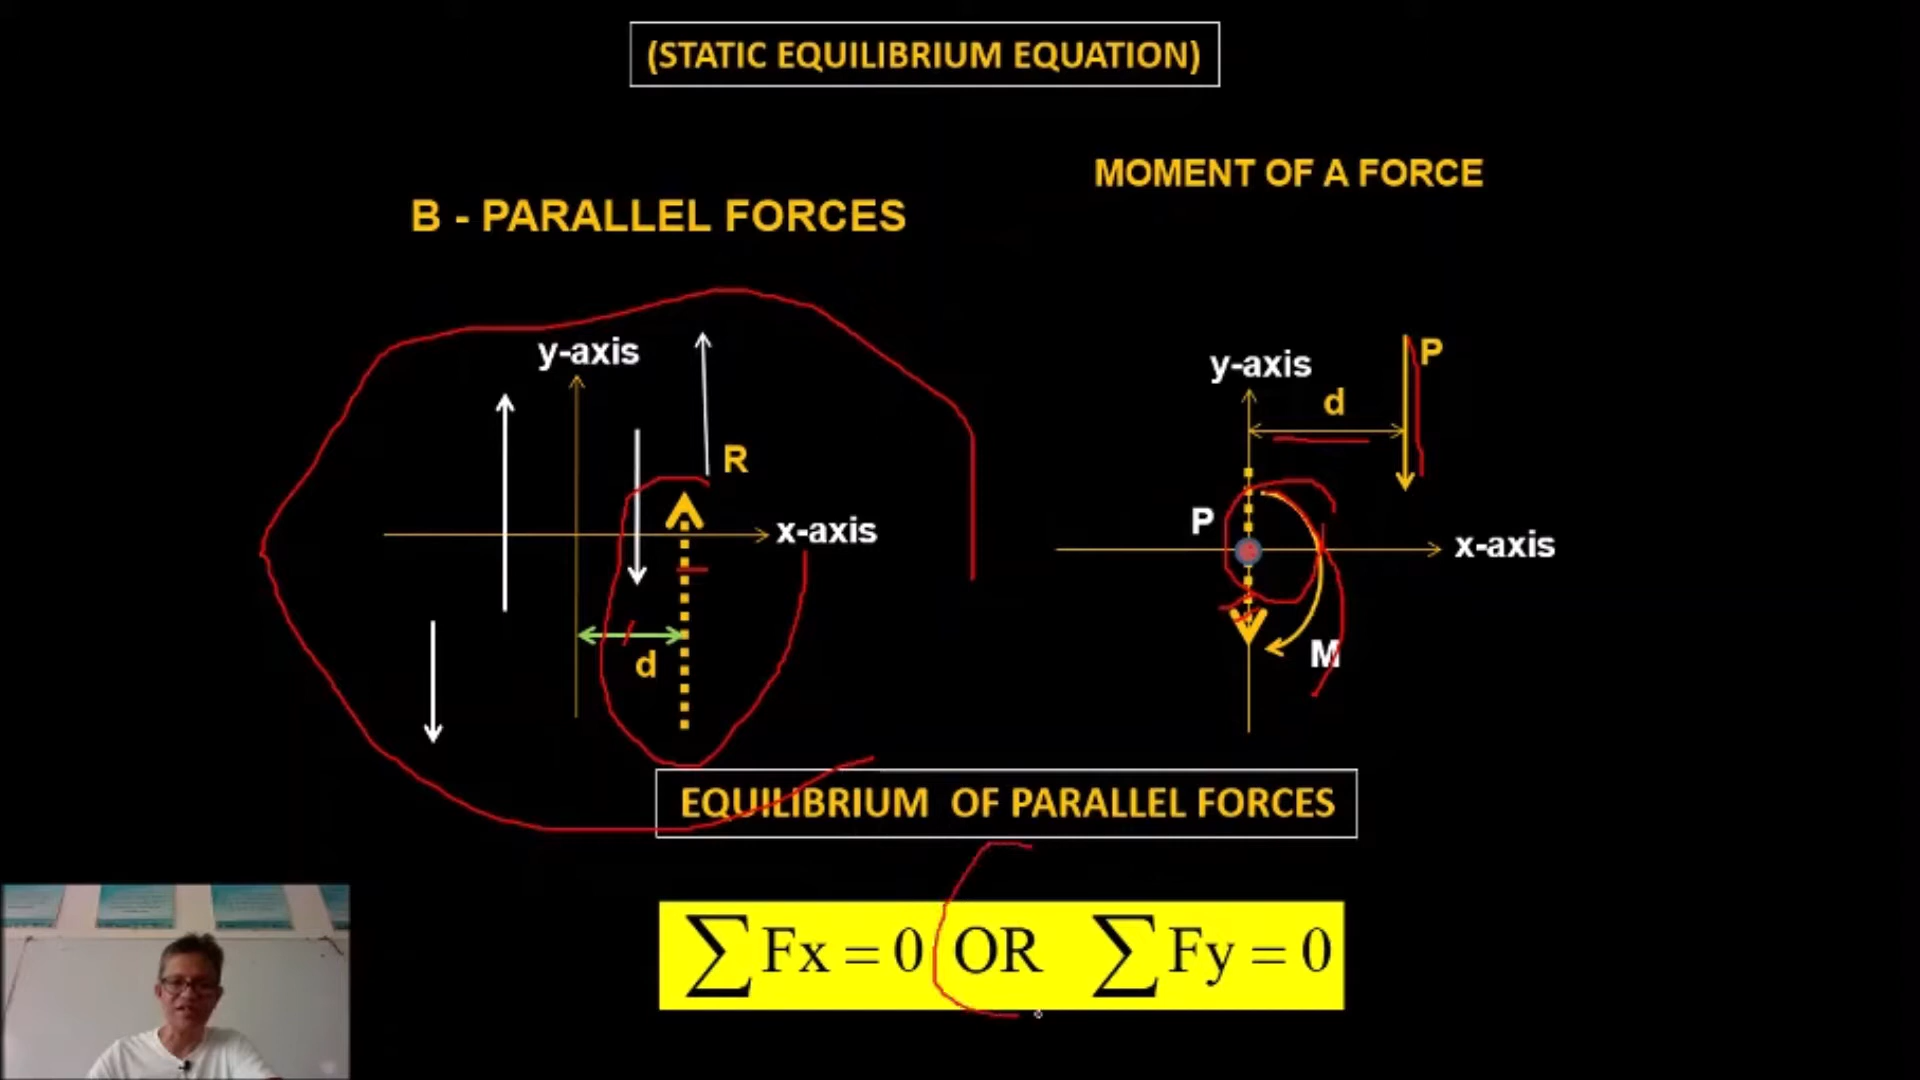 (STATIC EQUILIBRIUM EQUATION)
MOMENT OF A FORCE
B - PARALLEL FORCES
y-axis
R
x-axis
d
y-axis
P
d
P
x-axis
M
EQUILIBRIUM OF PARALLEL FORCES
∑Fx = 0 OR ∑Fy = 0